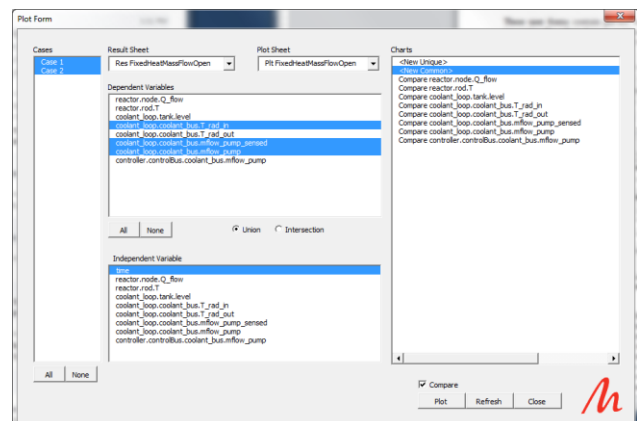 Plot Form
Cases
Case 1
Case 2
All
None
Result Sheet
Res FixedHeatMassFlowOpen
Plot Sheet
Plt FixedHeatMassFlowOpen
Dependent Variables
reactor.node.Q_flow
reactor.rod.T
coolant_loop.tank.level
coolant_loop.coolant_bus.T_rad_in
coolant_loop.coolant_bus.T_rad_out
coolant_loop.coolant_bus.mflow_pump_sensed
coolant_loop.coolant_bus.mflow_pump
controller.controlBus.coolant_bus.mflow_pump
All
None
Union
Intersection
Independent Variable
time
reactor.node.Q_flow
reactor.rod.T
coolant_loop.tank.level
coolant_loop.coolant_bus.T_rad_in
coolant_loop.coolant_bus.T_rad_out
coolant_loop.coolant_bus.mflow_pump_sensed
coolant_loop.coolant_bus.mflow_pump
controller.controlBus.coolant_bus.mflow_pump
Charts
<New Unique>
<New Common>
Compare reactor.node.Q_flow
Compare reactor.rod.T
Compare coolant_loop.tank.level
Compare coolant_loop.coolant_bus.T_rad_in
Compare coolant_loop.coolant_bus.T_rad_out
Compare coolant_loop.coolant_bus.mflow_pump_sensed
Compare coolant_loop.coolant_bus.mflow_pump
Compare controller.controlBus.coolant_bus.mflow_pump
Compare
Plot
Refresh
Close